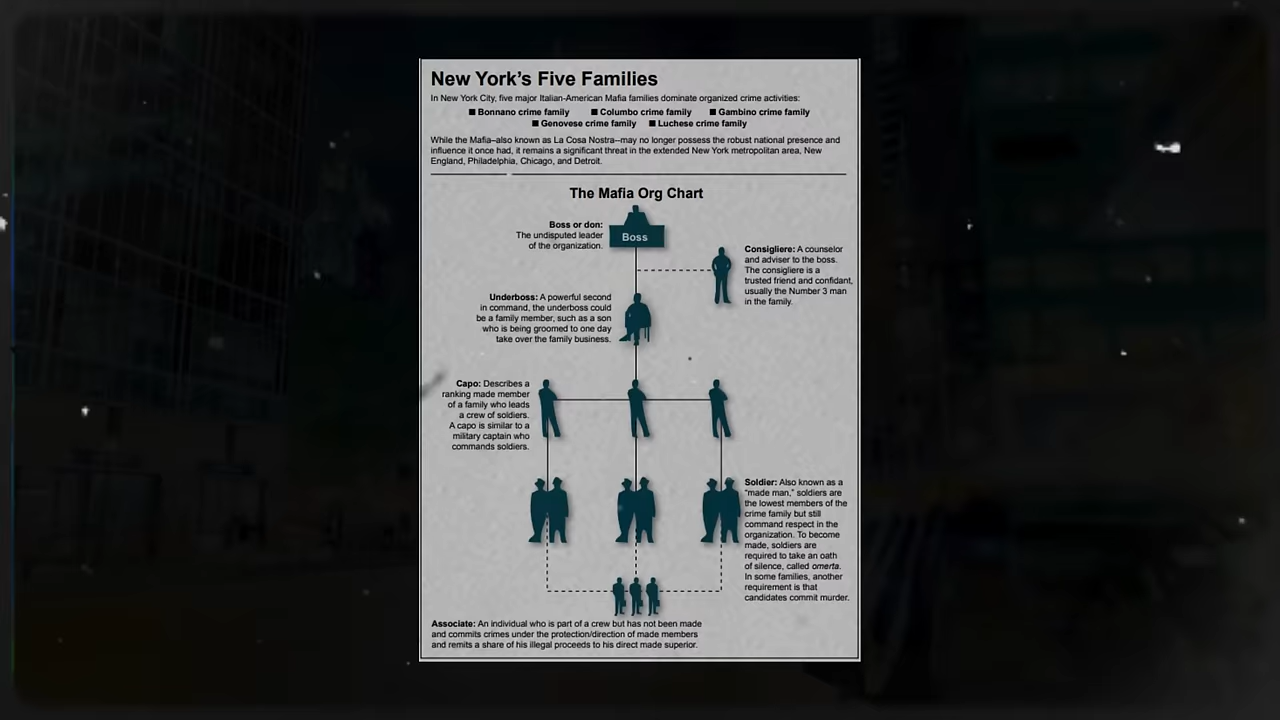 New York's Five Families
In New York City, five major Italian-American Mafia families dominate organized crime activities:
■ Bonnano crime family ■ Columbo crime family ■ Gambino crime family
■ Genovese crime family ■ Luchese crime family
While the Mafia–also known as La Cosa Nostra–may no longer possess the robust national presence and
influence it once had, it remains a significant threat in the extended New York metropolitan area, New
England, Philadelphia, Chicago, and Detroit.
The Mafia Org Chart
Boss or don:
The undisputed leader
of the organization.
Boss
Consigliere: A counselor
and adviser to the boss.
The consigliere is a
trusted friend and confidant,
usually the Number 3 man
in the family.
Underboss: A powerful second
in command, the underboss could
be a family member, such as a son
who is being groomed to one day
take over the family business.
Capo: Describes a
ranking made member
of a family who leads
a crew of soldiers.
A capo is similar to a
military captain who
commands soldiers.
Soldier: Also known as a
"made man," soldiers are
the lowest members of the
crime family but still
command respect in the
organization. To become
made, soldiers are
required to take an oath
of silence, called omerta.
In some families, another
requirement is that
candidates commit murder.
Associate: An individual who is part of a crew but has not been made
and commits crimes under the protection/direction of made members
and remits a share of his illegal proceeds to his direct made superior.